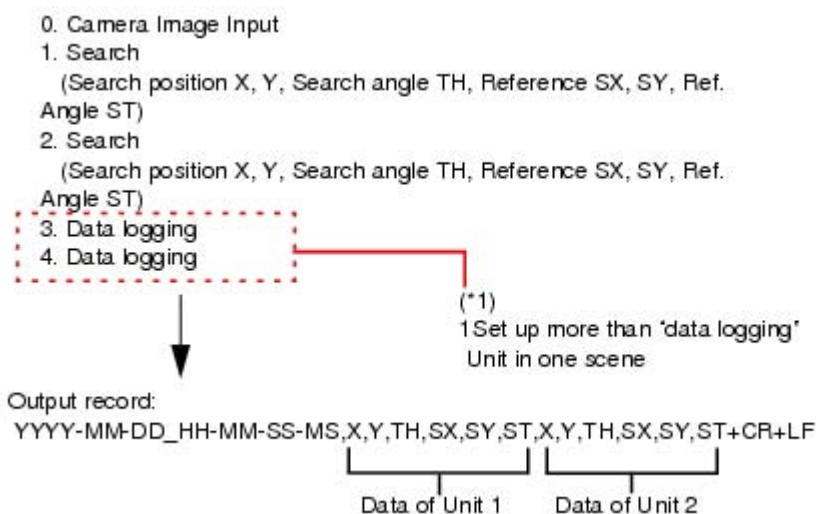 0. Camera Image Input
1. Search
(Search position X, Y, Search angle TH, Reference SX, SY, Ref.
Angle ST)
2. Search
(Search position X, Y, Search angle TH, Reference SX, SY, Ref.
Angle ST)
3. Data logging
4. Data logging
(*1)
1Set up more than "data logging"
Unit in one scene
Output record:
YYYY-MM-DD_HH-MM-SS-MS,X,Y,TH,SX,SY,ST,X,Y,TH,SX,SY,ST+CR+LF
Data of Unit 1
Data of Unit 2